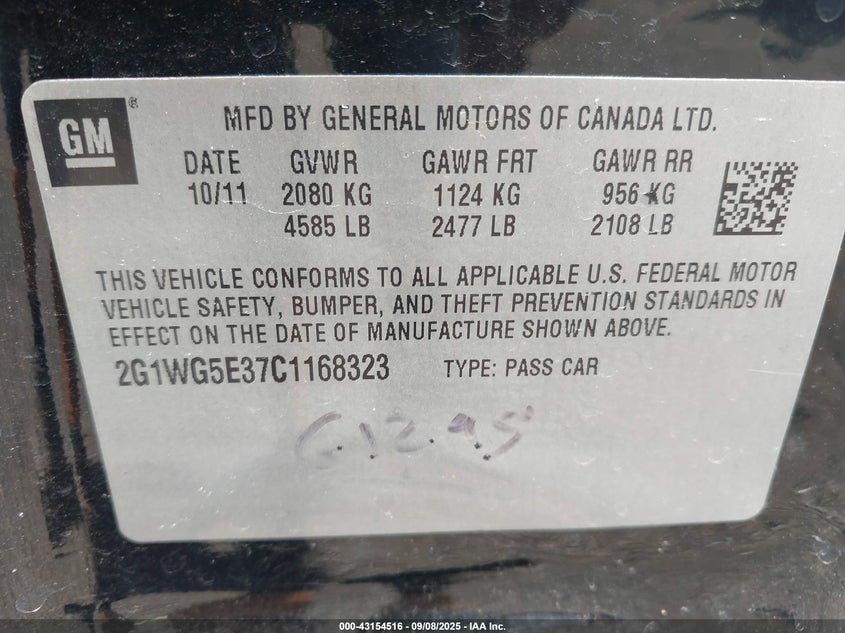 GM®
MFD BY GENERAL MOTORS OF CANADA LTD.
DATE GVWR GAWR FRT GAWR RR
10/11 2080 KG 1124 KG 956 KG
4585 LB 2477 LB 2108 LB
THIS VEHICLE CONFORMS TO ALL APPLICABLE U.S. FEDERAL MOTOR
VEHICLE SAFETY, BUMPER, AND THEFT PREVENTION STANDARDS IN
EFFECT ON THE DATE OF MANUFACTURE SHOWN ABOVE.
2G1WG5E37C1168323 TYPE: PASS CAR
000-43154516 - 09/08/2025 - IAA Inc.